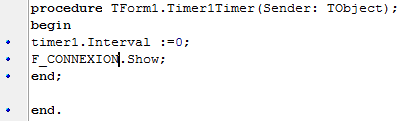 procedure TForm1.Timer1Timer(Sender: TObject);
begin
timer1.Interval :=0;
F_CONNEXION.Show;
end;
end.